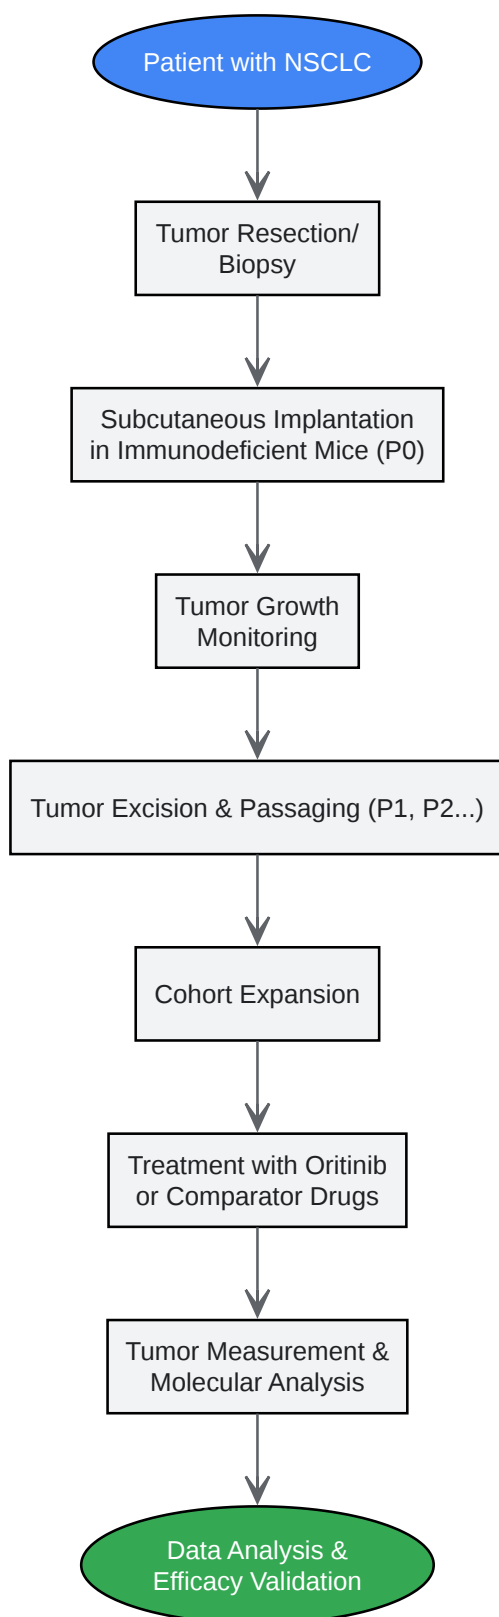 Patient with NSCLC
Tumor Resection/
Biopsy
Subcutaneous Implantation
in Immunodeficient Mice (P0)
Tumor Growth
Monitoring
Tumor Excision & Passaging (P1, P2...)
Cohort Expansion
Treatment with Oritinib
or Comparator Drugs
Tumor Measurement &
Molecular Analysis
Data Analysis &
Efficacy Validation